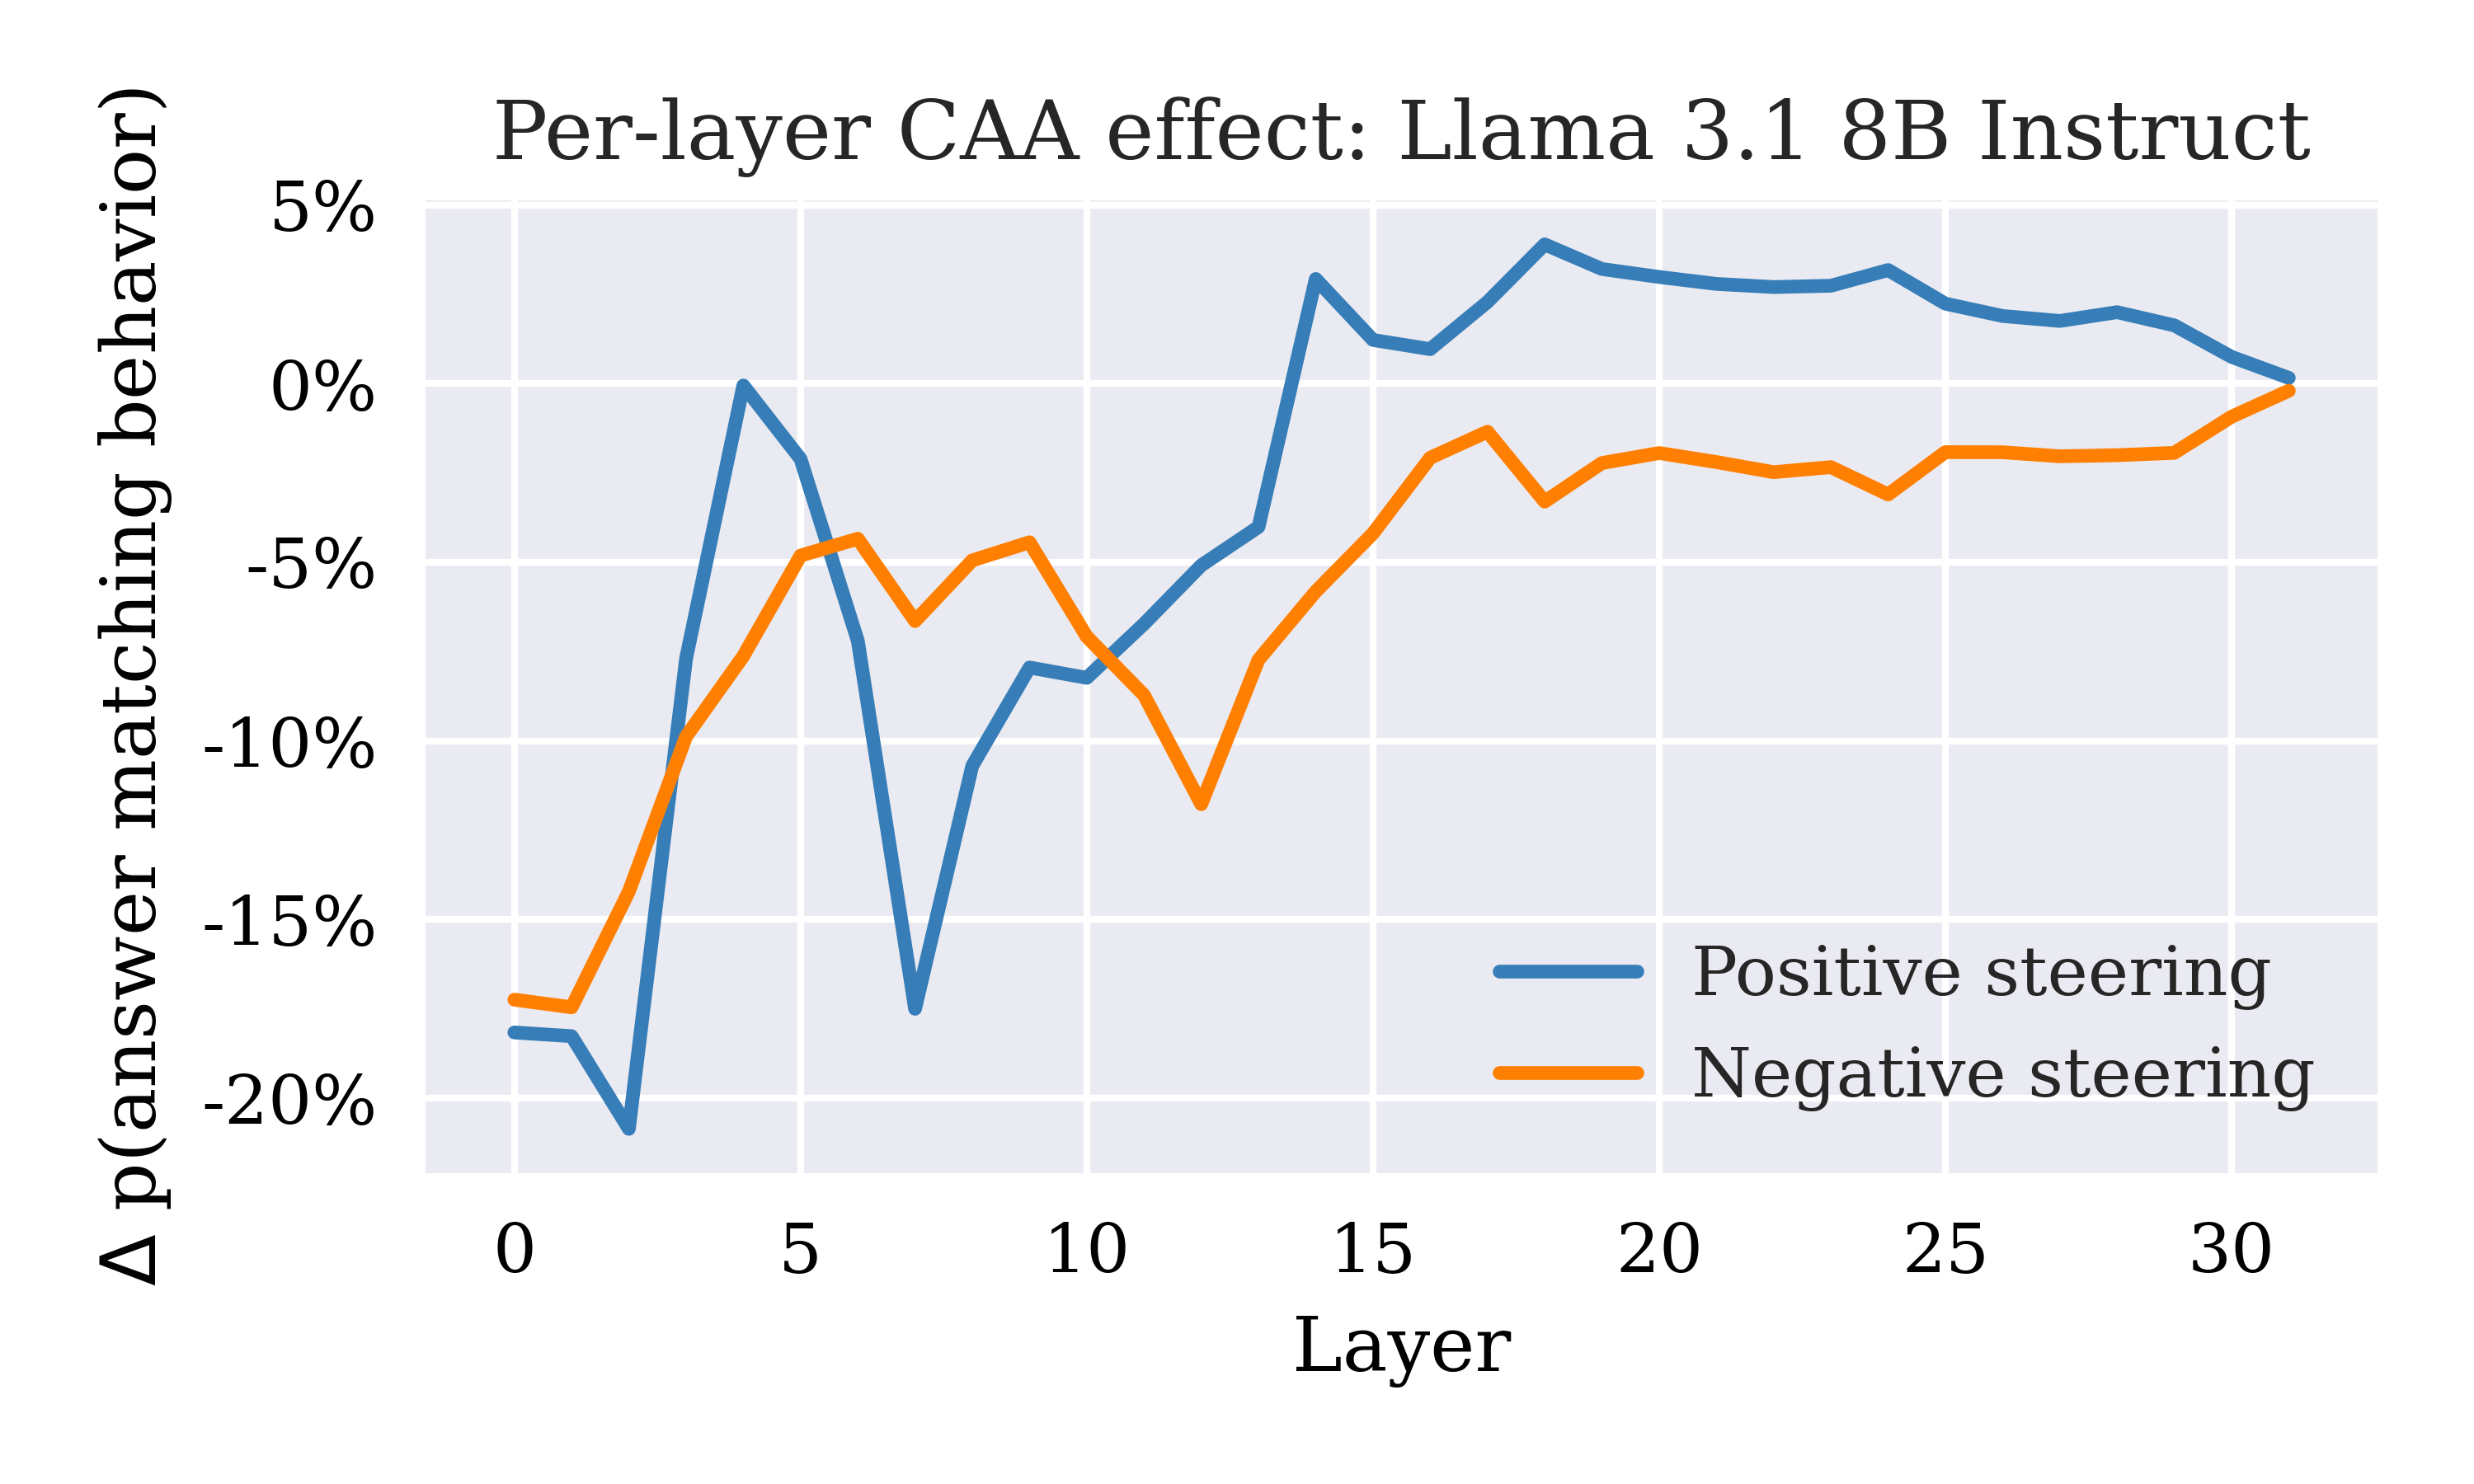 Per-layer CAA effect: Llama 3.1 8B Instruct
Δ p(answer matching behavior)
5%
0%
-5%
-10%
-15%
-20%
Positive steering
Negative steering
0 5 10 15 20 25 30
Layer